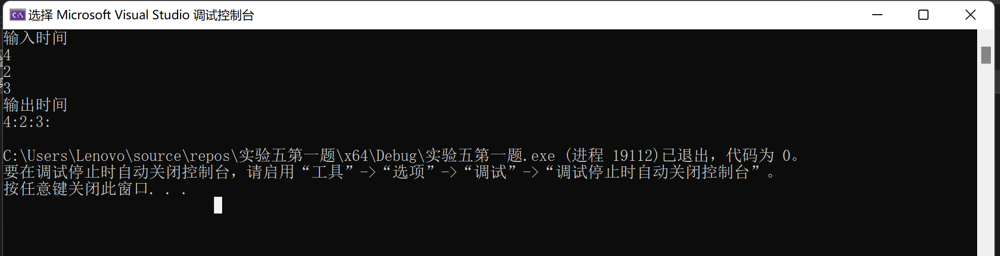 选择 Microsoft Visual Studio 调试控制台
输入时间
4
2
3
输出时间
4:2:3:
C:\Users\Lenovo\source\repos\实验五第一题\x64\Debug\实验五第一题.exe (进程 19112)已退出，代码为 0。
要在调试停止时自动关闭控制台，请启用“工具”->“选项”->“调试”->“调试停止时自动关闭控制台”。
按任意键关闭此窗口. . .